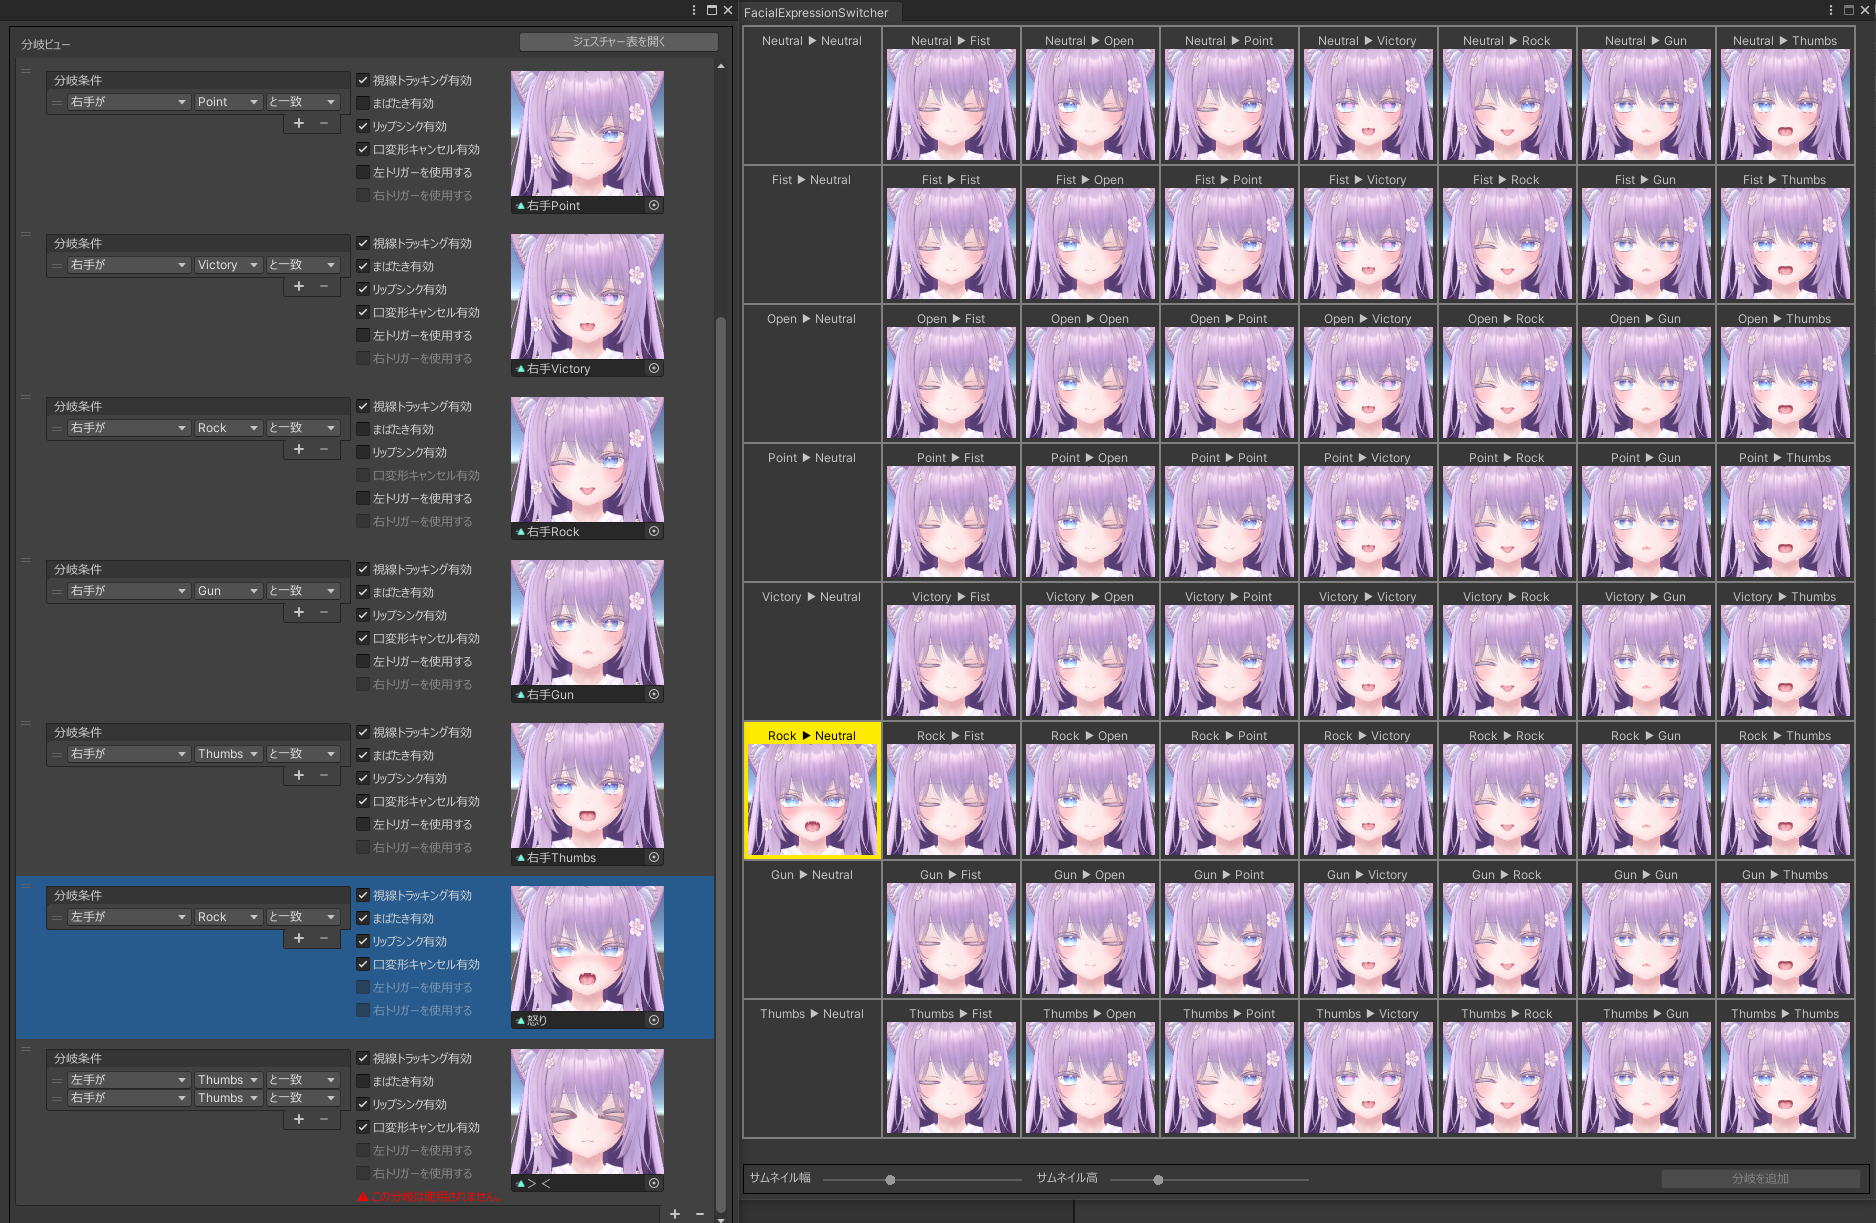 分岐ビュー
ジェスチャー表を開く
分岐条件
右手が Point と一致
視線トラッキング有効
まばたき有効
リップシンク有効
口変形キャンセル有効
左トリガーを使用する
右トリガーを使用する
右手Point
分岐条件
右手が Victory と一致
視線トラッキング有効
まばたき有効
リップシンク有効
口変形キャンセル有効
左トリガーを使用する
右トリガーを使用する
右手Victory
分岐条件
右手が Rock と一致
視線トラッキング有効
まばたき有効
リップシンク有効
口変形キャンセル有効
左トリガーを使用する
右トリガーを使用する
右手Rock
分岐条件
右手が Gun と一致
視線トラッキング有効
まばたき有効
リップシンク有効
口変形キャンセル有効
左トリガーを使用する
右トリガーを使用する
右手Gun
分岐条件
右手が Thumbs と一致
視線トラッキング有効
まばたき有効
リップシンク有効
口変形キャンセル有効
左トリガーを使用する
右トリガーを使用する
右手Thumbs
分岐条件
左手が Rock と一致
視線トラッキング有効
まばたき有効
リップシンク有効
口変形キャンセル有効
左トリガーを使用する
右トリガーを使用する
怒り
分岐条件
左手が Thumbs と一致
右手が Thumbs と一致
視線トラッキング有効
まばたき有効
リップシンク有効
口変形キャンセル有効
左トリガーを使用する
右トリガーを使用する
＞＜
この分岐は使用されません。
FacialExpressionSwitcher
Neutral ▶ Neutral Neutral ▶ Fist Neutral ▶ Open Neutral ▶ Point Neutral ▶ Victory Neutral ▶ Rock Neutral ▶ Gun Neutral ▶ Thumbs
Fist ▶ Neutral Fist ▶ Fist Fist ▶ Open Fist ▶ Point Fist ▶ Victory Fist ▶ Rock Fist ▶ Gun Fist ▶ Thumbs
Open ▶ Neutral Open ▶ Fist Open ▶ Open Open ▶ Point Open ▶ Victory Open ▶ Rock Open ▶ Gun Open ▶ Thumbs
Point ▶ Neutral Point ▶ Fist Point ▶ Open Point ▶ Point Point ▶ Victory Point ▶ Rock Point ▶ Gun Point ▶ Thumbs
Victory ▶ Neutral Victory ▶ Fist Victory ▶ Open Victory ▶ Point Victory ▶ Victory Victory ▶ Rock Victory ▶ Gun Victory ▶ Thumbs
Rock ▶ Neutral Rock ▶ Fist Rock ▶ Open Rock ▶ Point Rock ▶ Victory Rock ▶ Rock Rock ▶ Gun Rock ▶ Thumbs
Gun ▶ Neutral Gun ▶ Fist Gun ▶ Open Gun ▶ Point Gun ▶ Victory Gun ▶ Rock Gun ▶ Gun Gun ▶ Thumbs
Thumbs ▶ Neutral Thumbs ▶ Fist Thumbs ▶ Open Thumbs ▶ Point Thumbs ▶ Victory Thumbs ▶ Rock Thumbs ▶ Gun Thumbs ▶ Thumbs
サムネイル幅 サムネイル高 分岐を追加